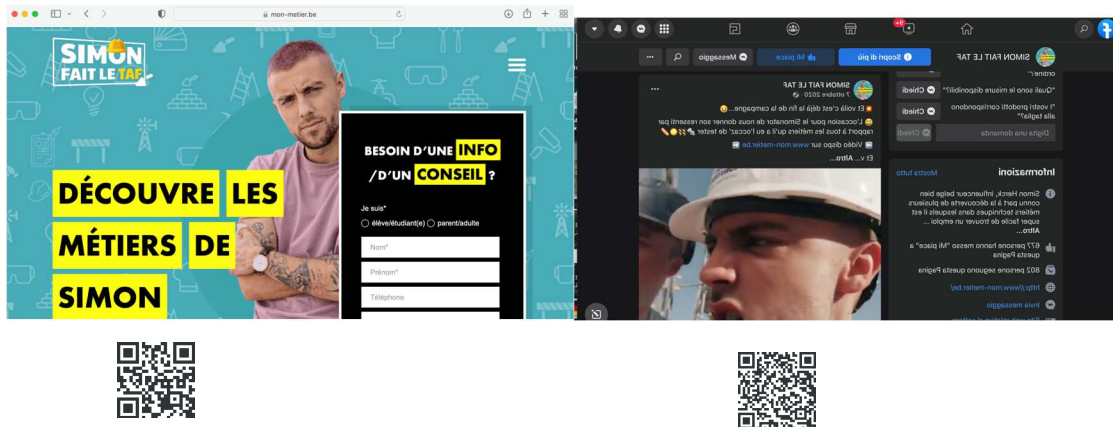 mon-metier.be
SIMON
FAIT LE TAF
DÉCOUVRE LES
MÉTIERS DE
SIMON
BESOIN D'UNE INFO
/D'UN CONSEIL ?
Je suis*
élève/étudiant(e) parent/adulte
Nom*
Prénom*
Téléphone
9+
SIMON FAIT LE TAF
Scopri di più
Mi piace
Messaggio
ordine?"
"Quali sono le misure disponibili?"
Chiedi
"I vostri prodotti corrispondono
alla taglia?"
Chiedi
Digita una domanda
Chiedi
Informazioni
Mostra tutto
Simon Herck, influenceur belge bien
connu part à la découverte de plusieurs
métiers techniques dans lesquels il est
super facile de trouver un emploi ...
Altro...
677 persone hanno messo "Mi piace" a
questa Pagina
802 persone seguono questa Pagina
http://www.mon-metier.be/
Invia messaggio
SIMON FAIT LE TAF
7 ottobre 2020
Et voilà c'est déjà la fin de la campagne...
L'occasion pour le Simonator de nous donner son ressenti par
rapport à tous les métiers qu'il a eu l'occaz' de tester
Vidéo dispo sur www.mon-metier.be
Et v... Altro...